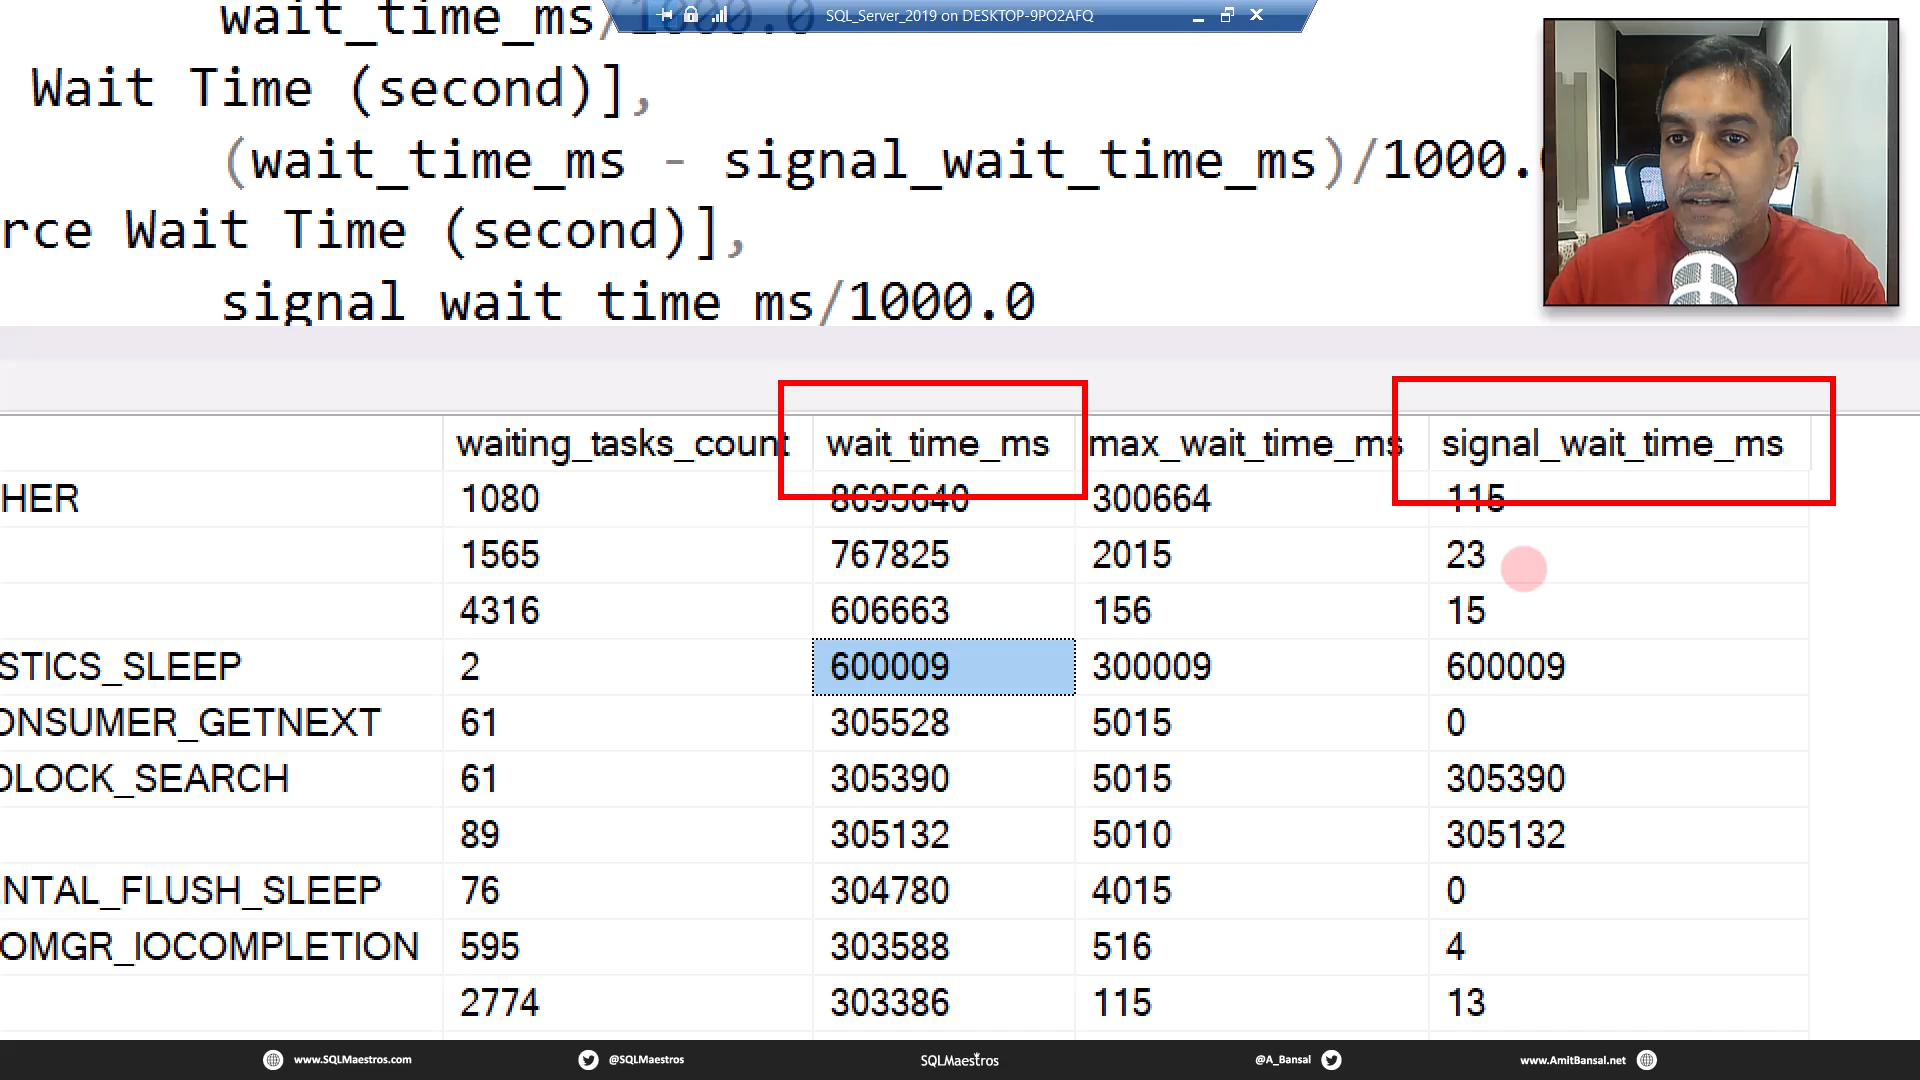 wait_time_ms/1000.0
SQL_Server_2019 on DESKTOP-9PO2AFQ
Wait Time (second)],
(wait_time_ms - signal_wait_time_ms)/1000.
rce Wait Time (second)],
signal wait time ms/1000.0
waiting_tasks_count wait_time_ms max_wait_time_ms signal_wait_time_ms
HER 1080 8695640 300664 115
1565 767825 2015 23
4316 606663 156 15
STICS_SLEEP 2 600009 300009 600009
ONSUMER_GETNEXT 61 305528 5015 0
DLOCK_SEARCH 61 305390 5015 305390
89 305132 5010 305132
NTAL_FLUSH_SLEEP 76 304780 4015 0
OMGR_IOCOMPLETION 595 303588 516 4
2774 303386 115 13
www.SQLMaestros.com @SQLMaestros SQLMaestros @A_Bansal www.AmitBansal.net